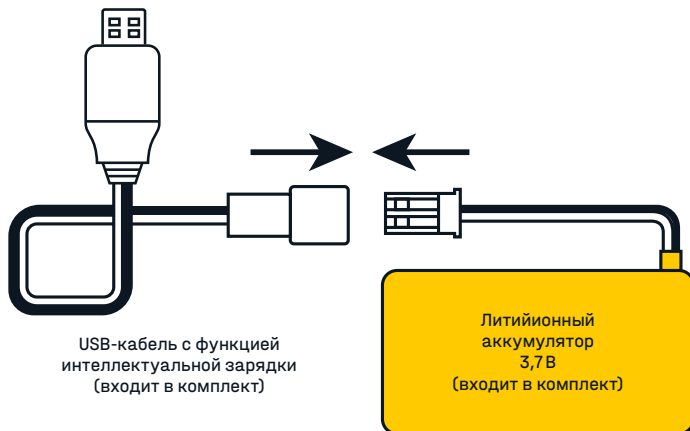 USB-кабель с функцией
интеллектуальной зарядки
(входит в комплект)
Литийионный
аккумулятор
3,7 В
(входит в комплект)